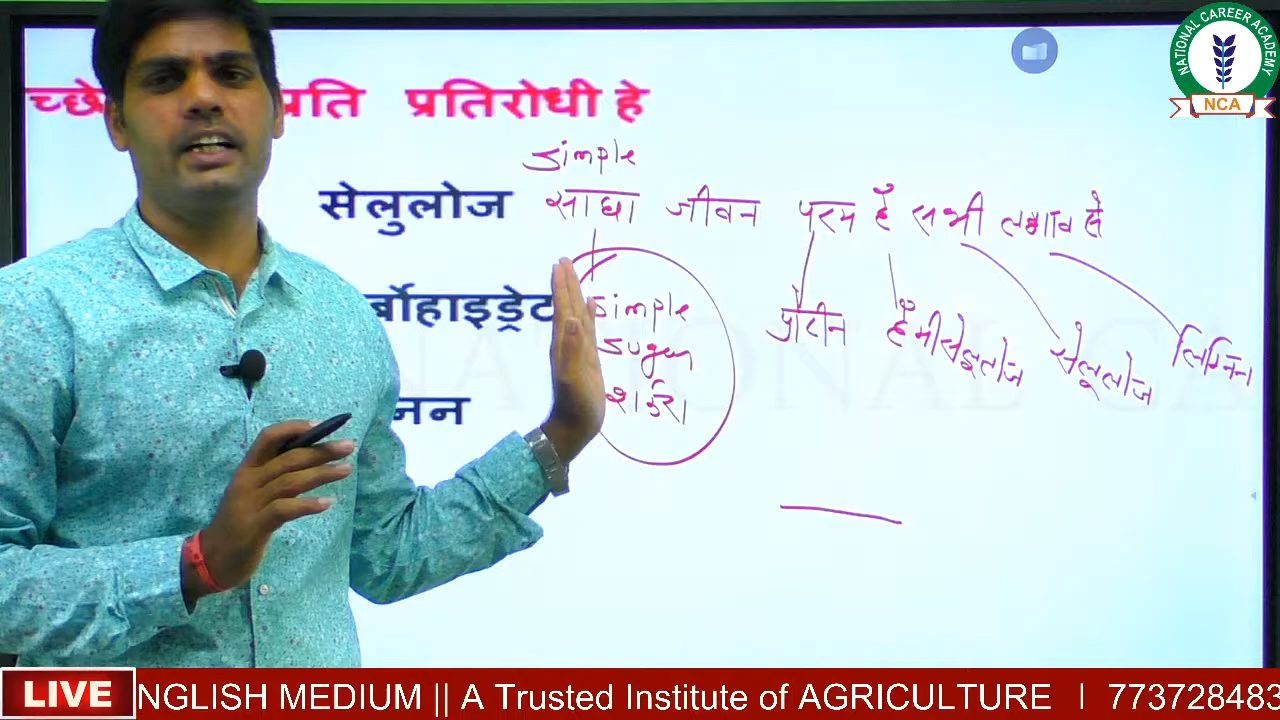 NATIONAL CAREER ACADEMY
NCA
प्रति प्रतिरोधी हे
simple
सेलुलोज साधा जीवन परम हैं सभी लगाव से
र्बोहाइड्रेट simple प्रोटीन हैमीसेलूलोज सेलूलोज लिग्निन
sugar
नन शर्करा
LIVE NGLISH MEDIUM || A Trusted Institute of AGRICULTURE I 773728483